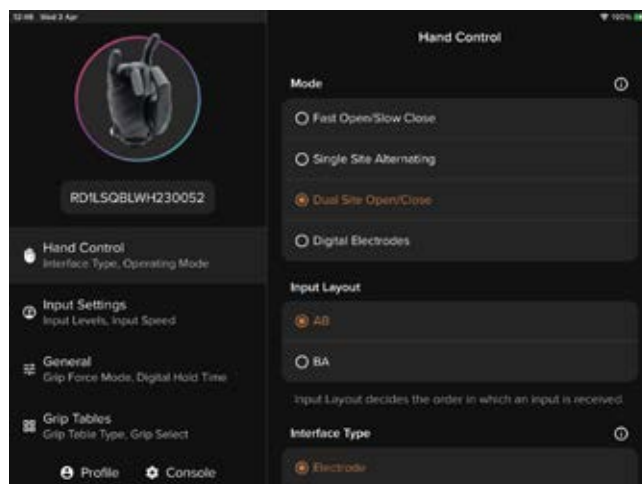 12:46 Wed 3 Apr
100%
RD1LSQBLWH230052
Hand Control
Interface Type, Operating Mode
Input Settings
Input Levels, Input Speed
General
Grip Force Mode, Digital Hold Time
Grip Tables
Grip Table Type, Grip Select
Profile
Console
Hand Control
Mode
Fast Open/Slow Close
Single Site Alternating
Dual Site Open/Close
Digital Electrodes
Input Layout
AB
BA
Input Layout decides the order in which an input is received
Interface Type
Electrode